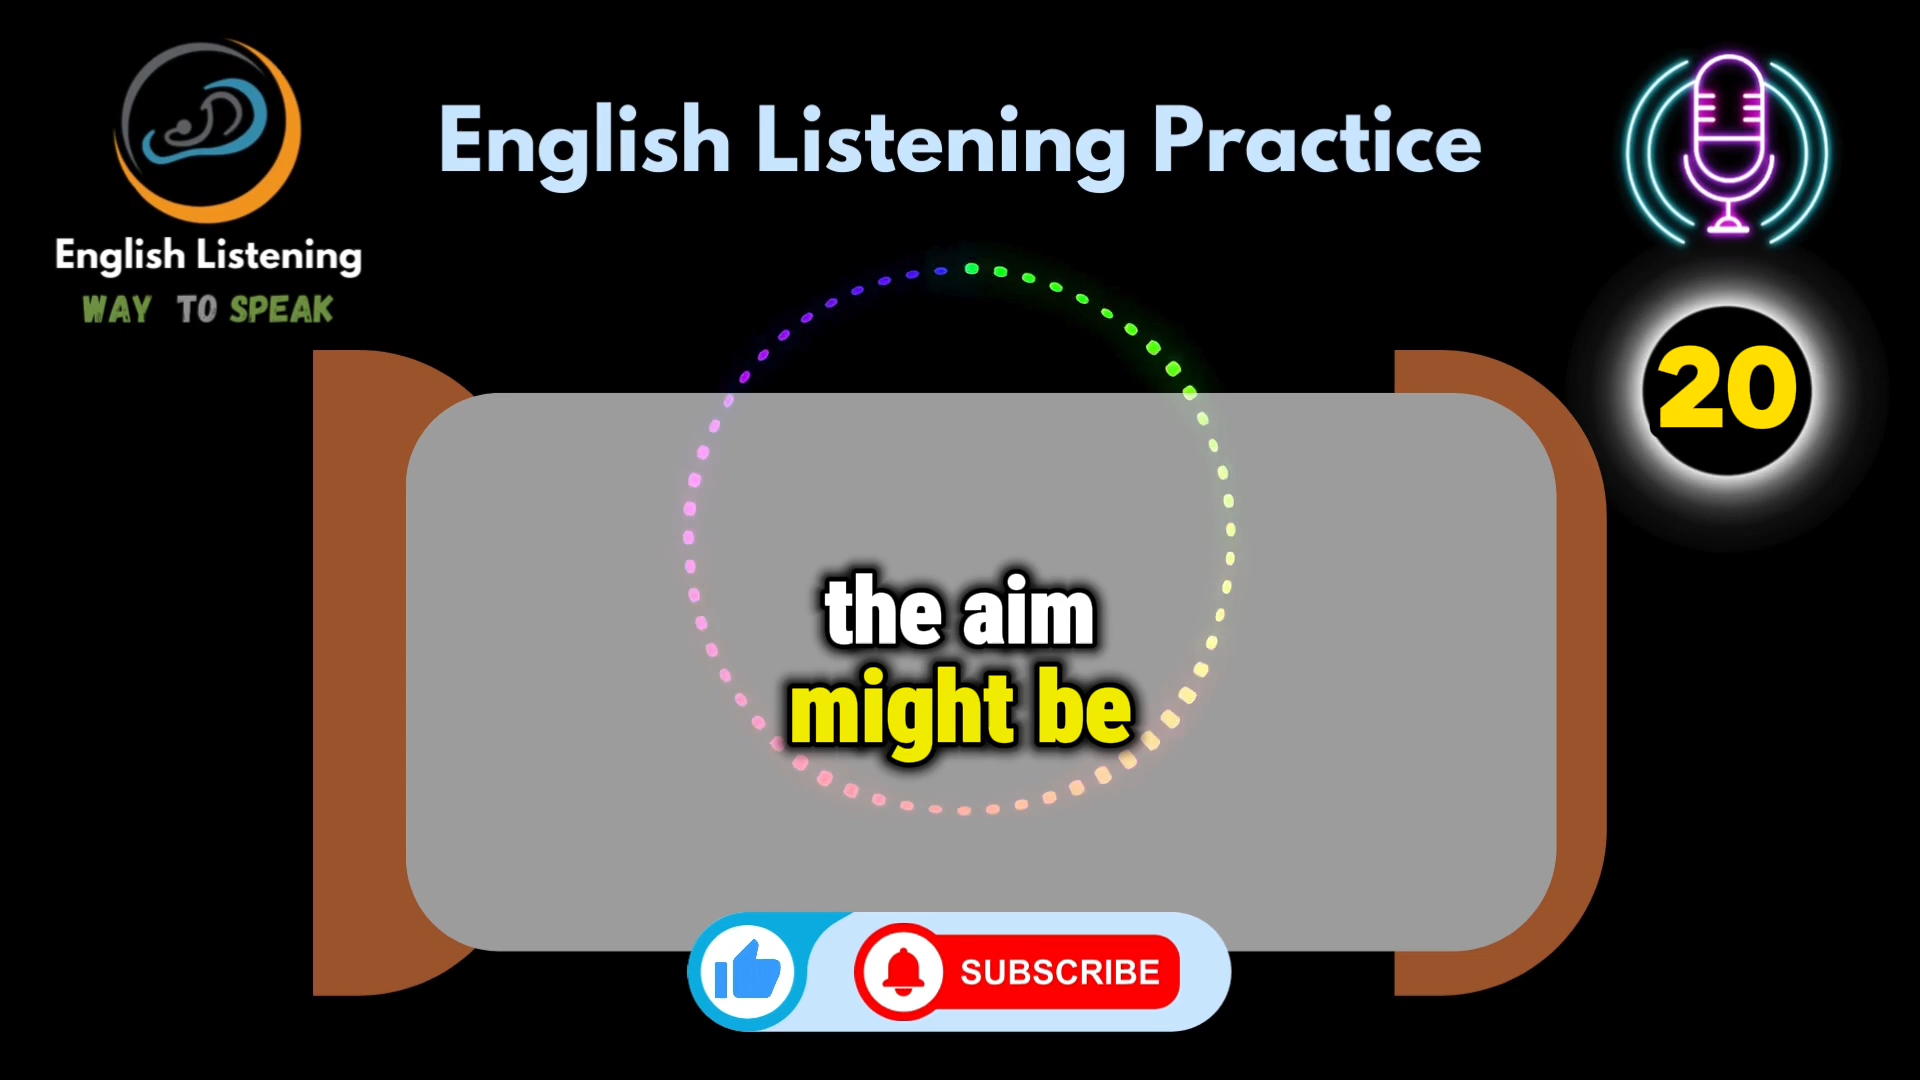 English Listening Practice
English Listening
WAY TO SPEAK
20
the aim
might be
SUBSCRIBE